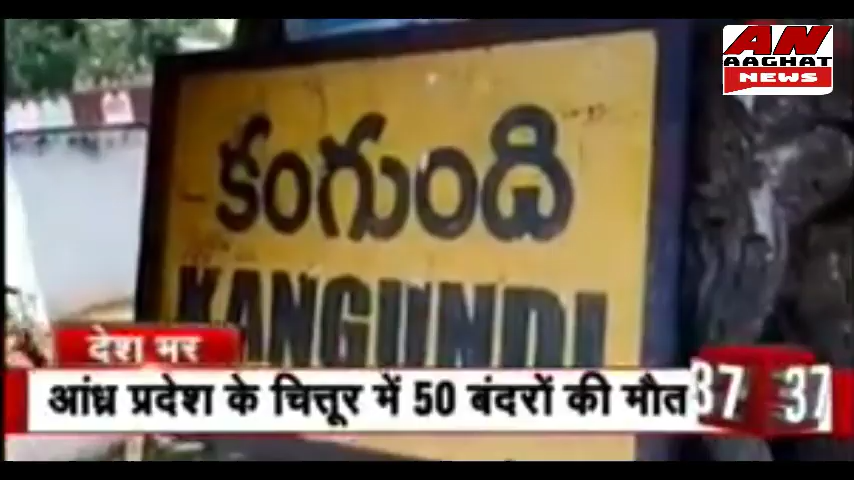 AN
AAGHAT
NEWS
కంగుంది
KANGUNDI
देश भर
आंध्र प्रदेश के चित्तूर में 50 बंदरों की मौत
37 37